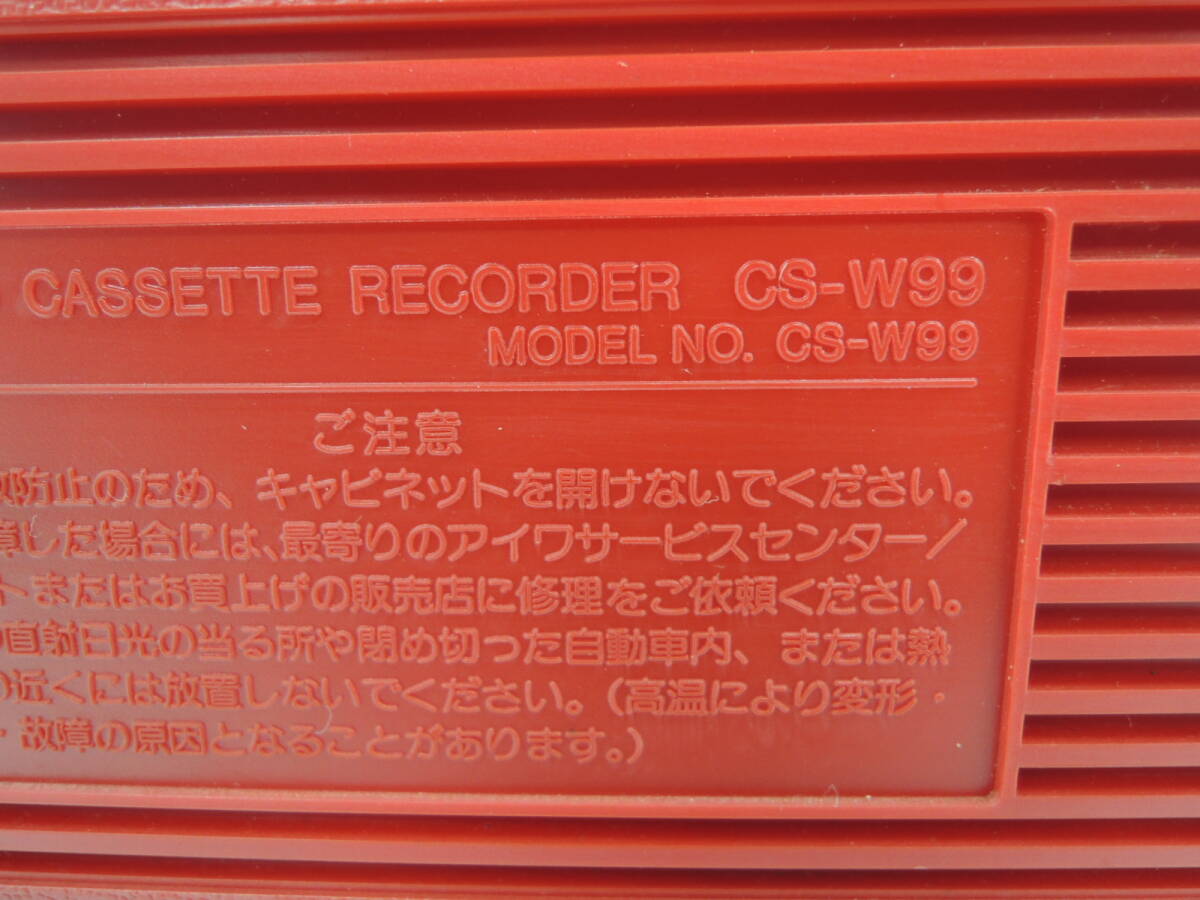 CASSETTE RECORDER CS-W99
MODEL NO. CS-W99
ご注意
防止のため、キャビネットを開けないでください。
障した場合には、最寄りのアイワサービスセンター/
またはお買上げの販売店に修理をご依頼ください。
直射日光の当る所や閉め切った自動車内、または熱
の近くには放置しないでください。(高温により変形・
・故障の原因となることがあります。)